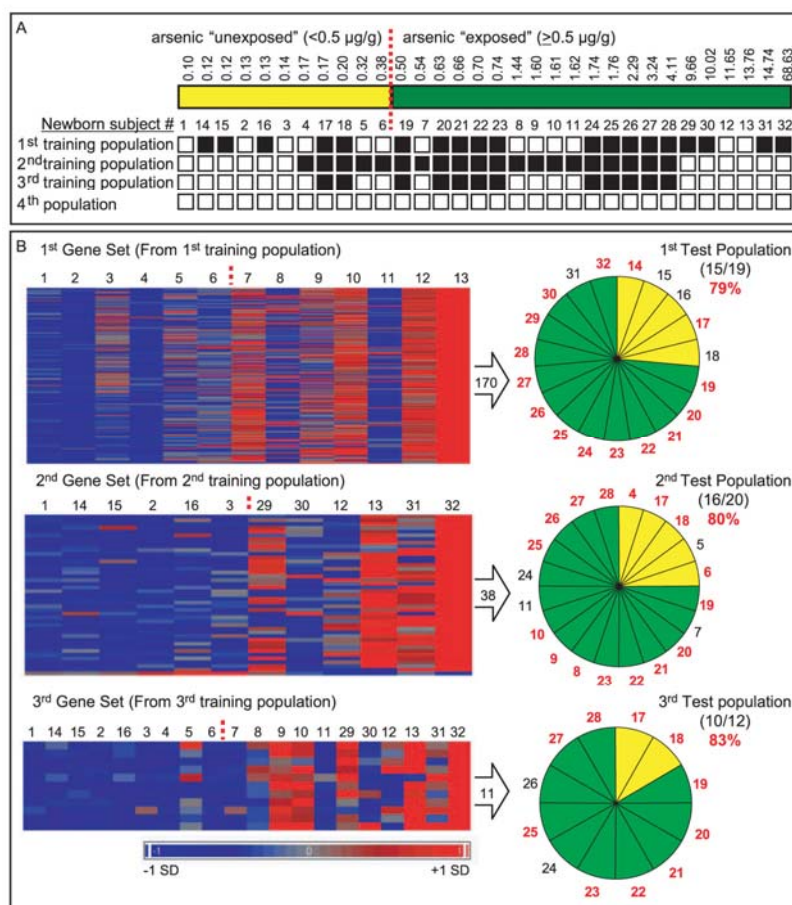 A
arsenic "unexposed" (<0.5 µg/g) arsenic "exposed" (≥0.5 µg/g)
0.10 0.12 0.12 0.13 0.13 0.14 0.17 0.17 0.20 0.32 0.38 0.50 0.54 0.63 0.66 0.70 0.74 1.44 1.60 1.61 1.62 1.74 1.76 2.29 3.24 4.11 9.66 10.02 11.65 13.76 14.74 68.63
Newborn subject # 1 14 15 2 16 3 4 17 18 5 6 19 7 20 21 22 23 8 9 10 11 24 25 26 27 28 29 30 12 13 31 32
1st training population
2nd training population
3rd training population
4th population
B
1st Gene Set (From 1st training population)
1 2 3 4 5 6 7 8 9 10 11 12 13
170
1st Test Population
(15/19)
79%
14 15 16 17 18 19 20 21 22 23 24 25 26 27 28 29 30 31 32
2nd Gene Set (From 2nd training population)
1 14 15 2 16 3 29 30 12 13 31 32
38
2nd Test Population
(16/20)
80%
4 17 18 5 6 19 7 20 21 22 23 8 9 10 11 24 25 26 27 28
3rd Gene Set (From 3rd training population)
1 14 15 2 16 3 4 5 6 7 8 9 10 11 29 30 12 13 31 32
11
3rd Test population
(10/12)
83%
17 18 19 20 21 22 23 24 25 26 27 28
-1 0 1
-1 SD +1 SD